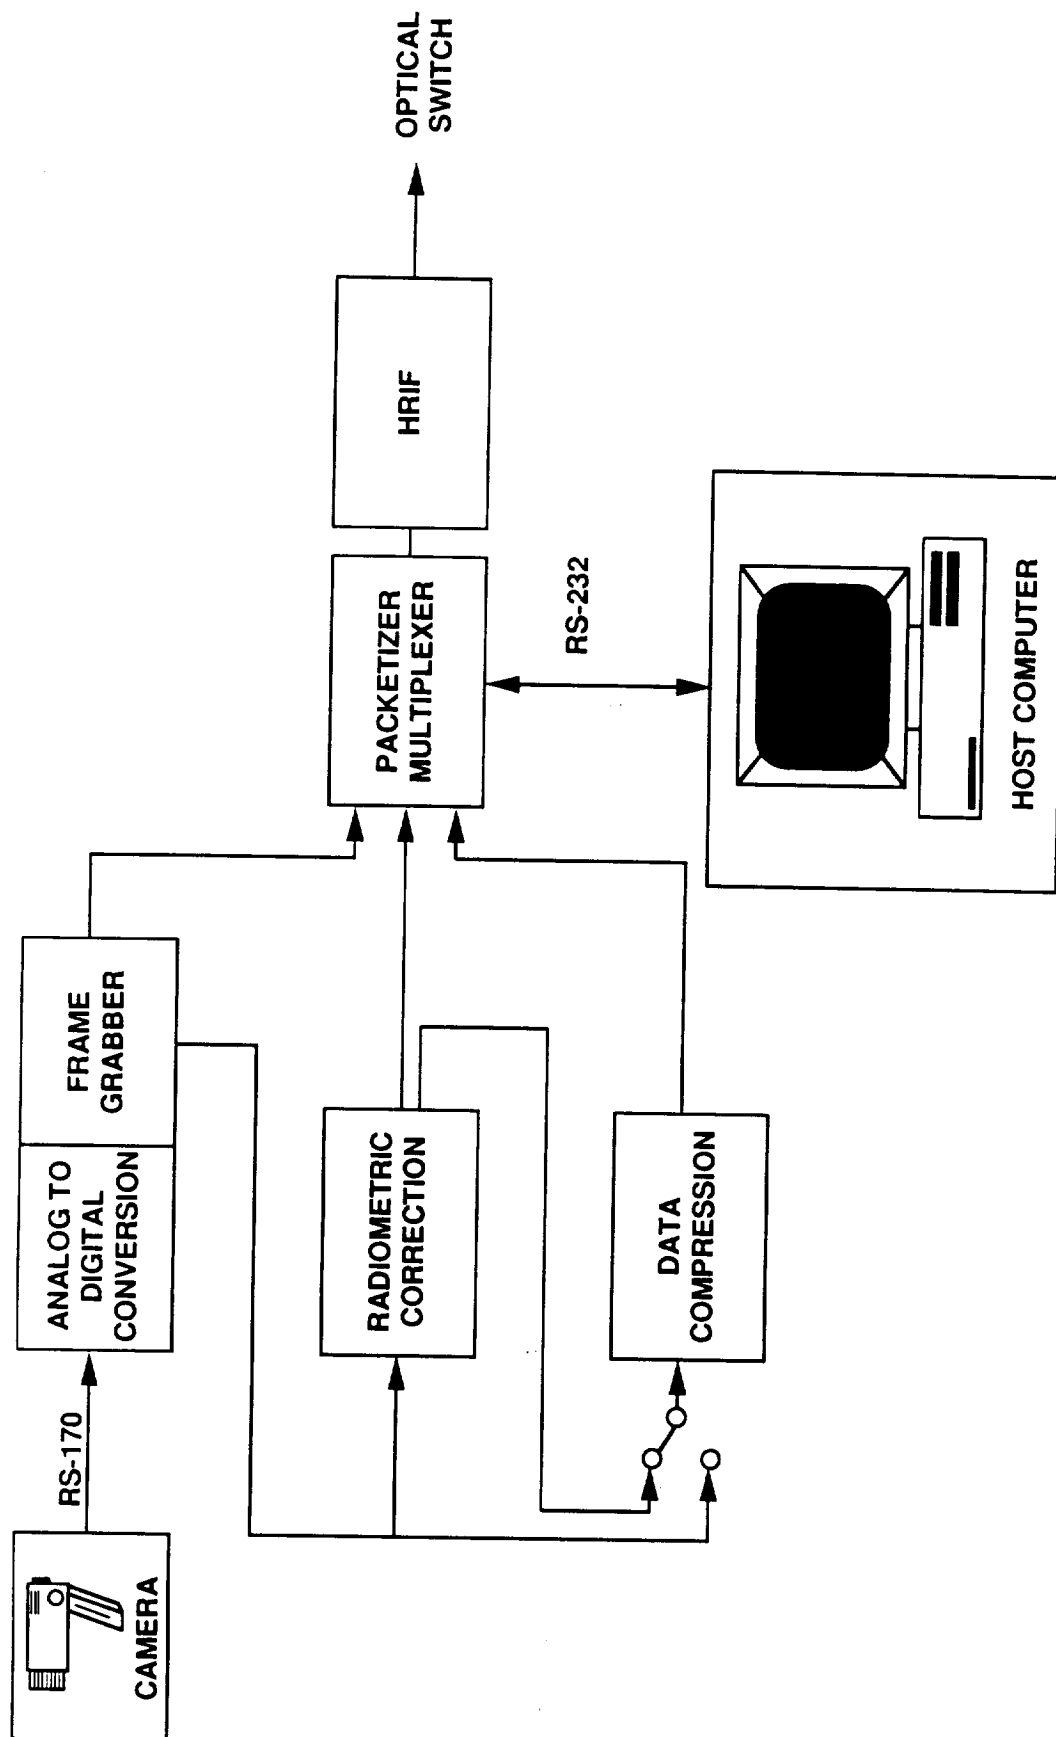 CAMERA
RS-170
ANALOG TO
DIGITAL
CONVERSION
FRAME
GRABBER
RADIOMETRIC
CORRECTION
DATA
COMPRESSION
PACKETIZER
MULTIPLEXER
RS-232
HOST COMPUTER
HRIF
OPTICAL
SWITCH